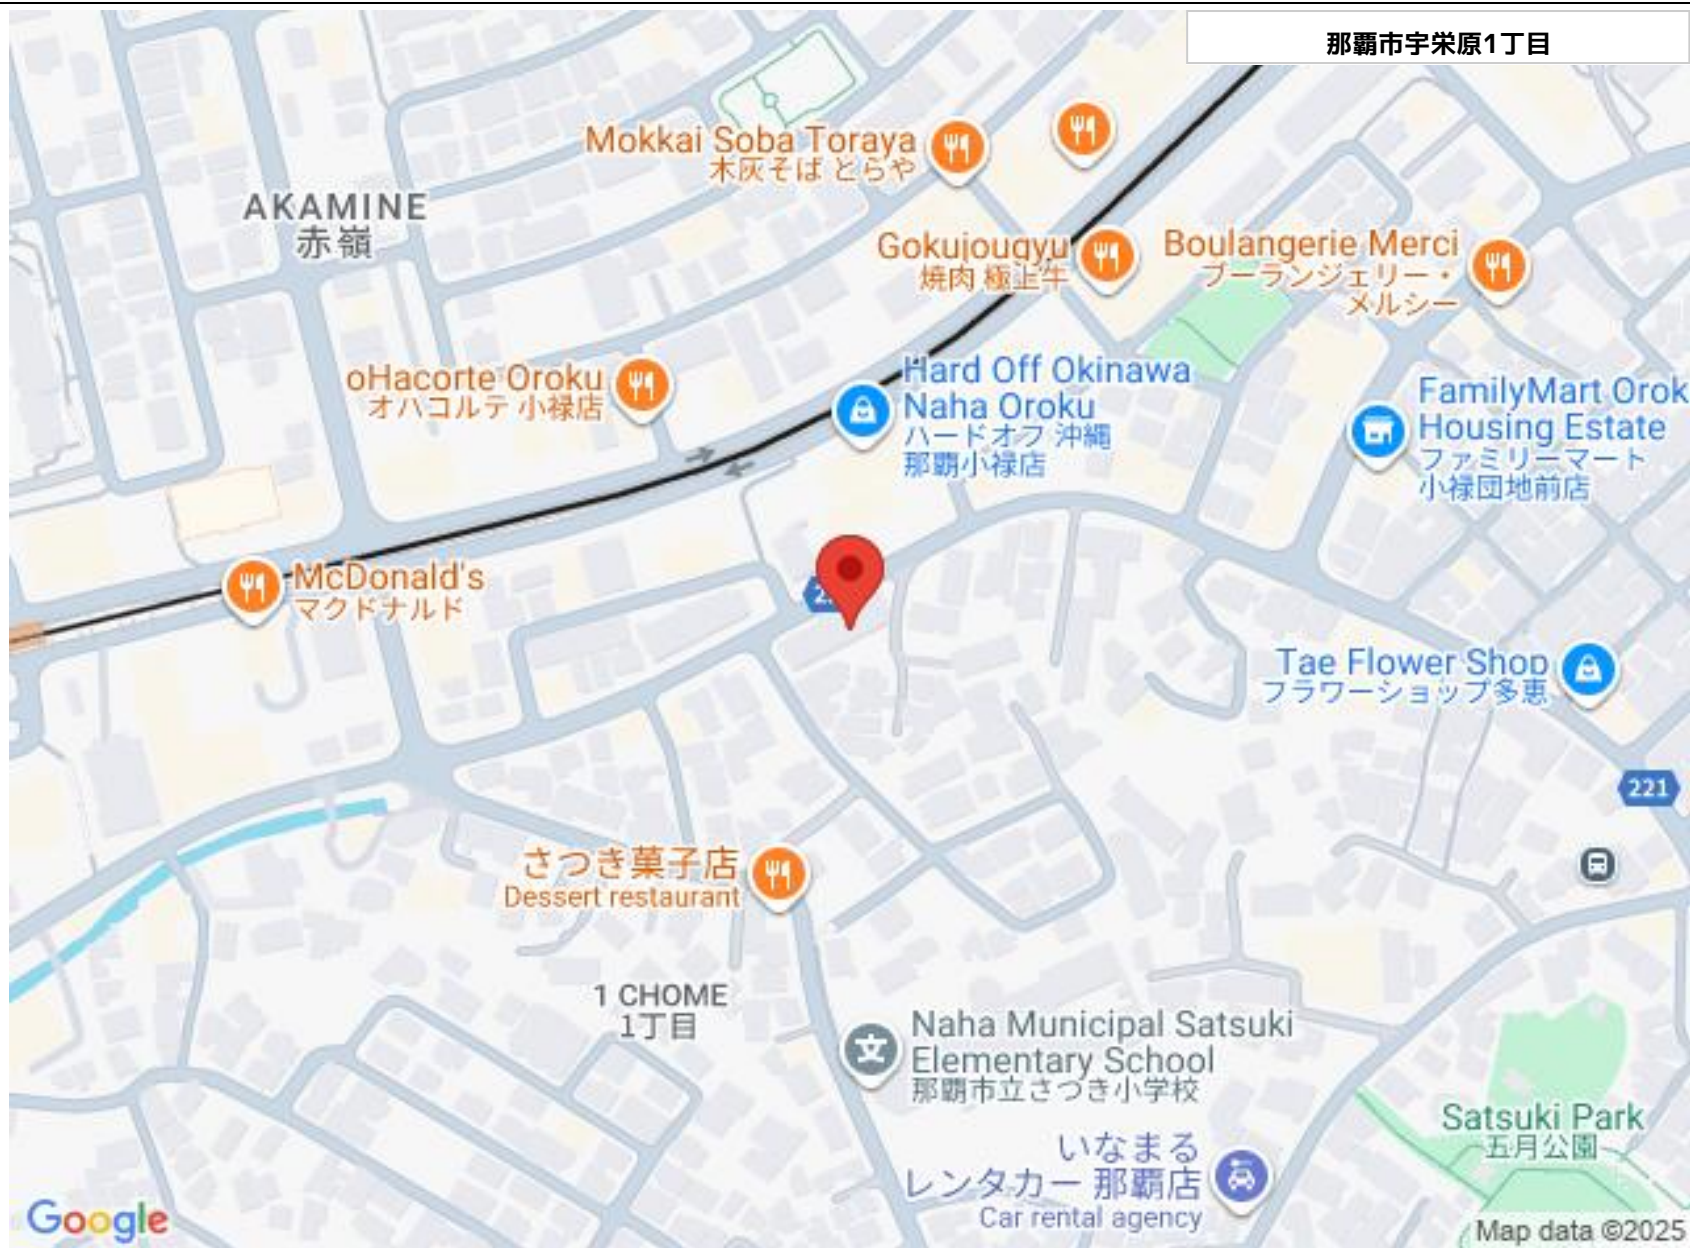 那覇市宇栄原1丁目
Mokkai Soba Toraya
木灰そば とらや
AKAMINE
赤嶺
Gokujougyu
焼肉 極上牛
Boulangerie Merci
ブーランジェリー・
メルシー
oHacorte Oroku
オハコルテ 小禄店
Hard Off Okinawa
Naha Oroku
ハードオフ 沖縄
那覇小禄店
FamilyMart Orok
Housing Estate
ファミリーマート
小禄団地前店
McDonald's
マクドナルド
Tae Flower Shop
フラワーショップ多恵
221
さつき菓子店
Dessert restaurant
1 CHOME
1丁目
文
Naha Municipal Satsuki
Elementary School
那覇市立さつき小学校
Satsuki Park
五月公園
いなまる
レンタカー 那覇店
Car rental agency
Google
Map data ©2025